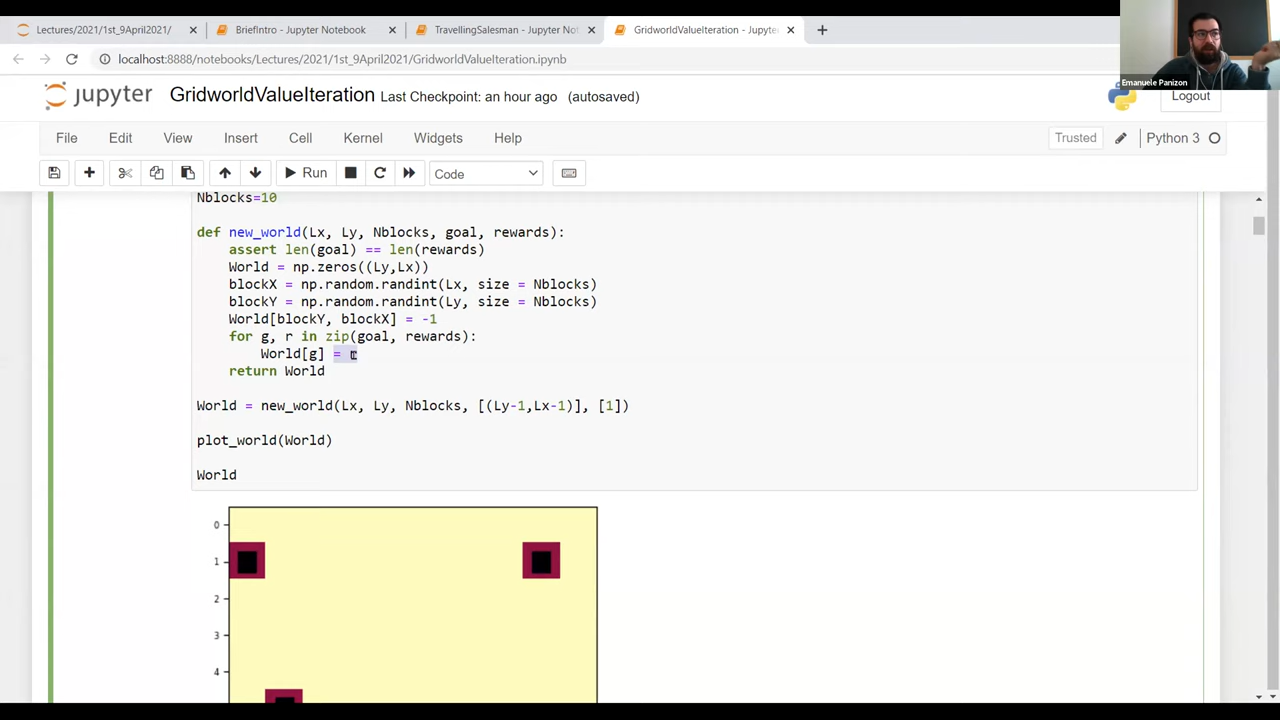 Lectures/2021/1st_9April2021/
BriefIntro - Jupyter Notebook
TravellingSalesman - Jupyter Not
GridworldValueIteration - Jupyte
Emanuele Panizon
localhost:8888/notebooks/Lectures/2021/1st_9April2021/GridworldValueIteration.ipynb
jupyter GridworldValueIteration Last Checkpoint: an hour ago (autosaved)
Logout
File Edit View Insert Cell Kernel Widgets Help
Trusted Python 3
Run Code
Nblocks=10
def new_world(Lx, Ly, Nblocks, goal, rewards):
assert len(goal) == len(rewards)
World = np.zeros((Ly,Lx))
blockX = np.random.randint(Lx, size = Nblocks)
blockY = np.random.randint(Ly, size = Nblocks)
World[blockY, blockX] = -1
for g, r in zip(goal, rewards):
World[g] = r
return World
World = new_world(Lx, Ly, Nblocks, [(Ly-1,Lx-1)], [1])
plot_world(World)
World
0
1
2
3
4